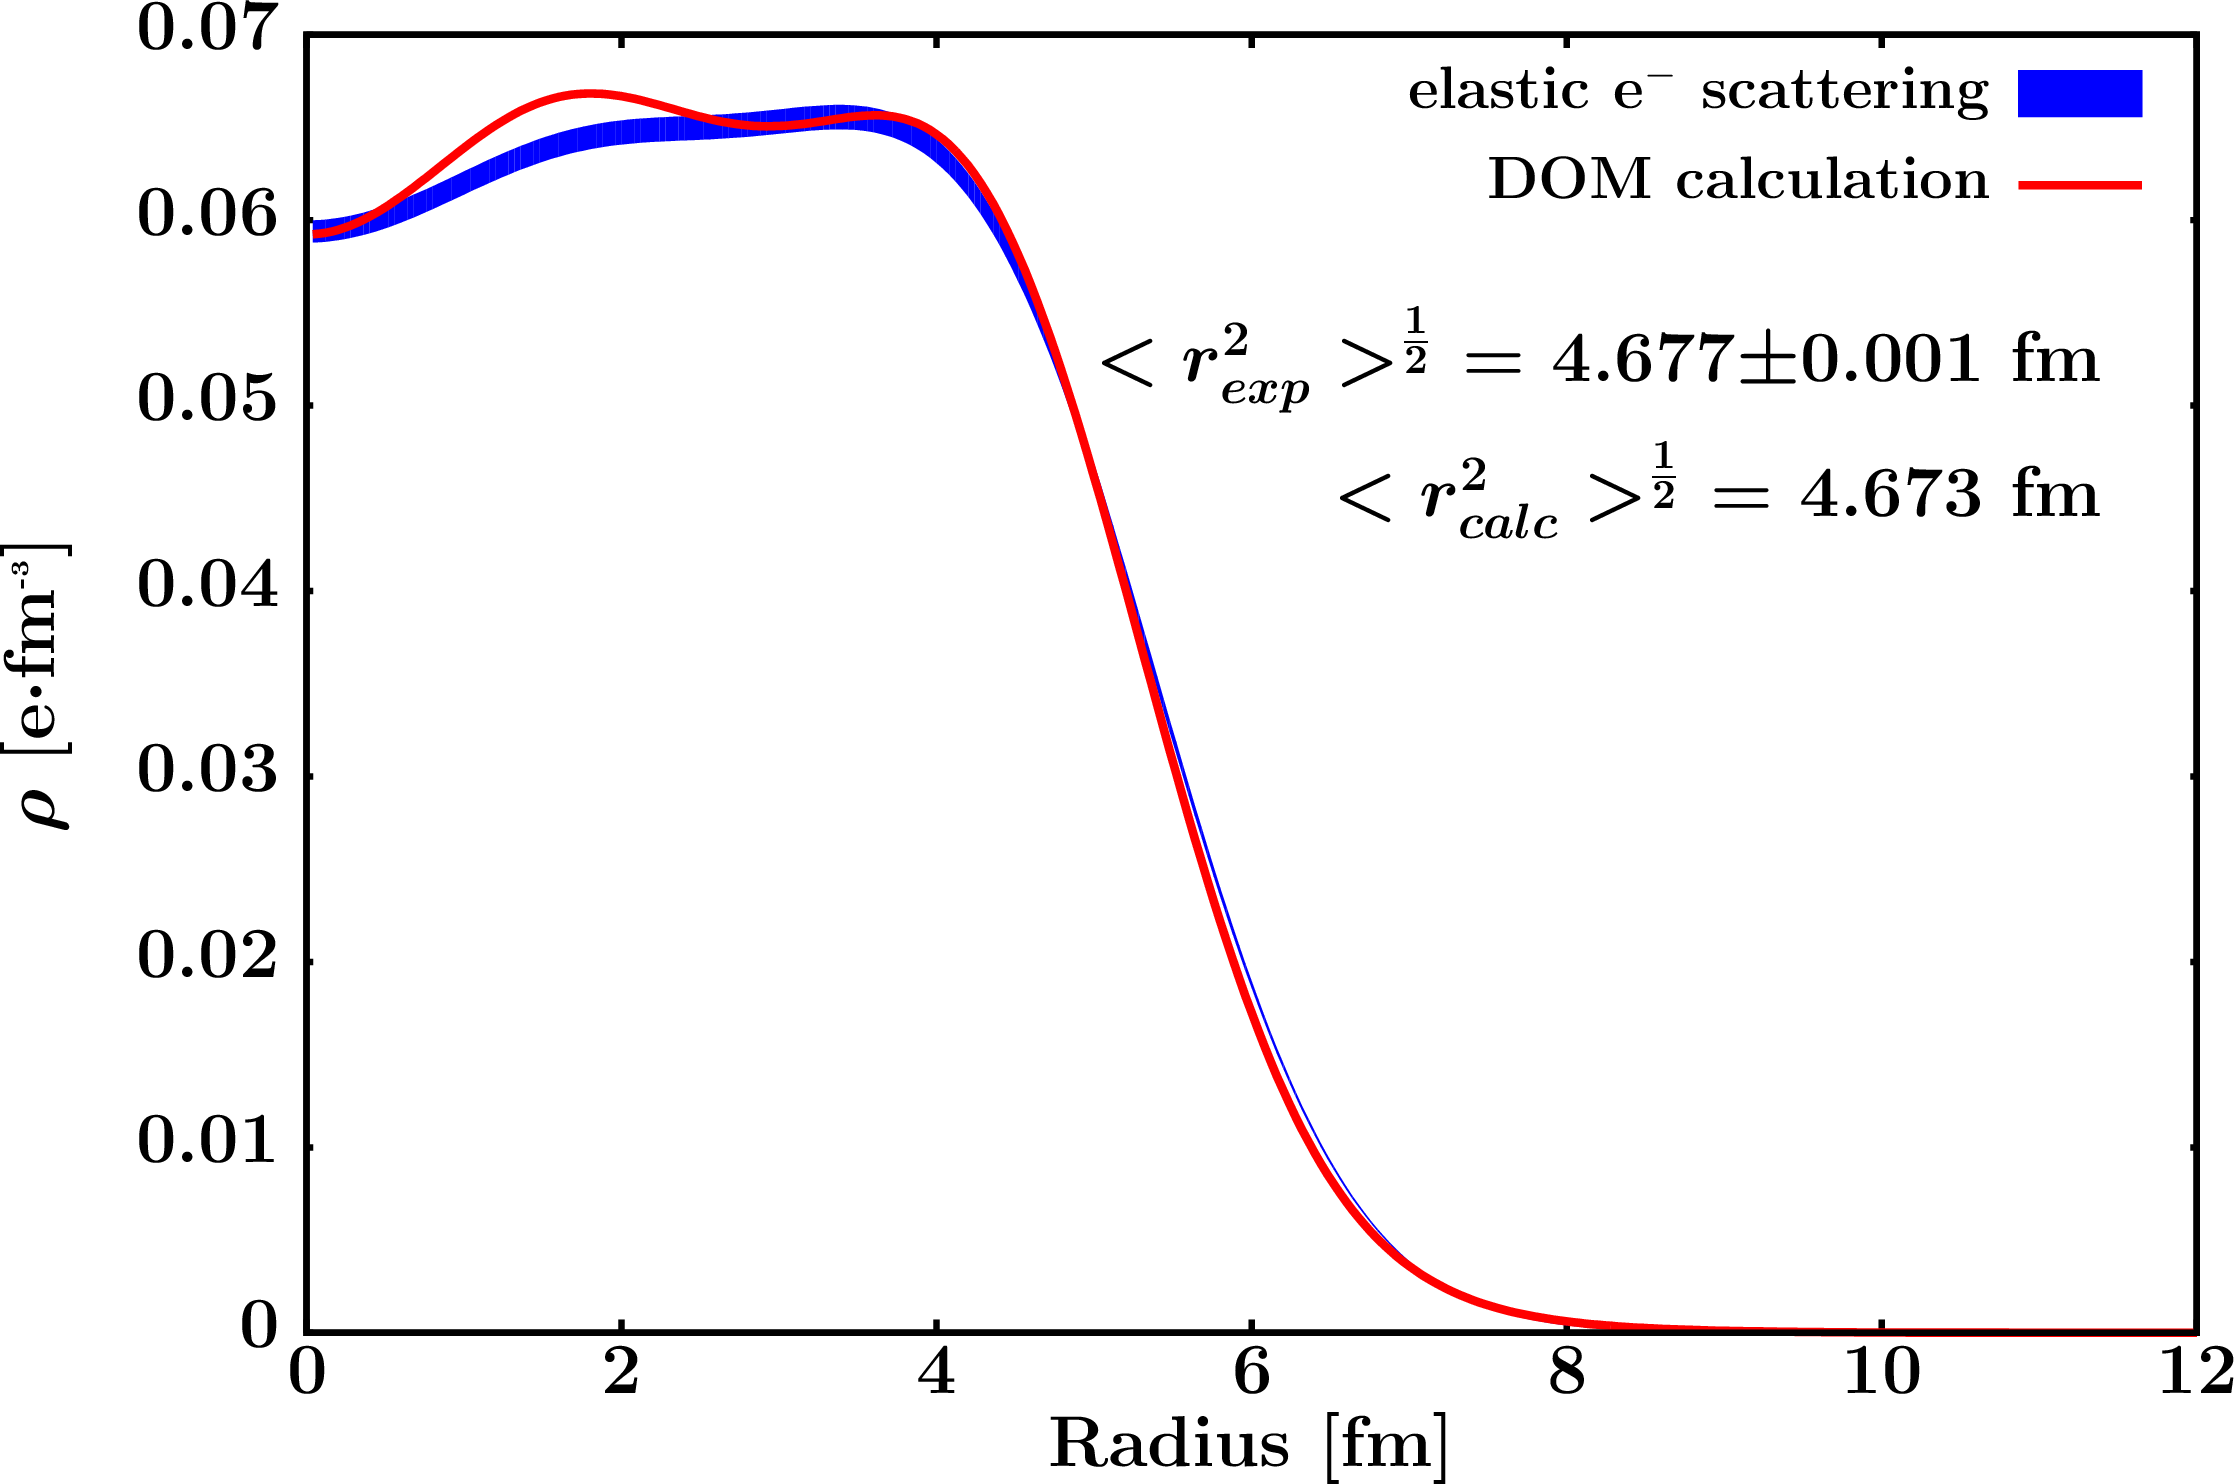 0.07
0.06
0.05
0.04
0.03
0.02
0.01
0
ρ [e·fm⁻³]
elastic e⁻ scattering
DOM calculation
< r²ₑₓₚ >^½ = 4.677±0.001 fm
< r²_calc >^½ = 4.673 fm
0 2 4 6 8 10 12
Radius [fm]